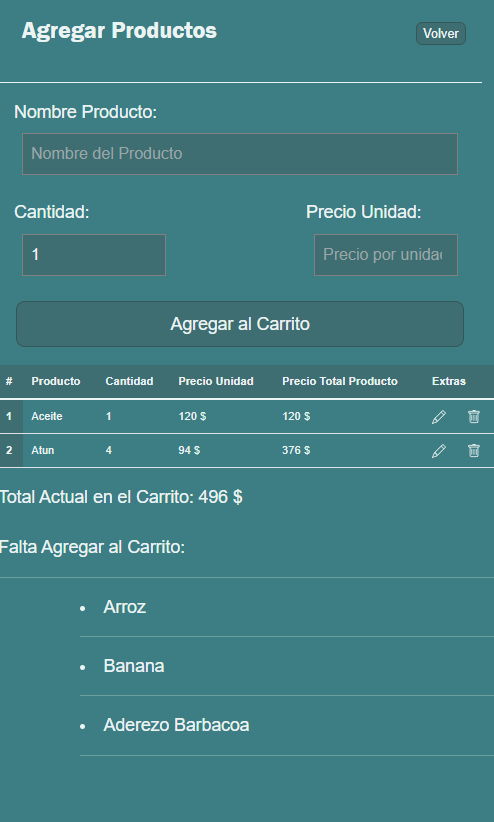 Agregar Productos
Volver
Nombre Producto:
Nombre del Producto
Cantidad: Precio Unidad:
1 Precio por unidad
Agregar al Carrito
# Producto Cantidad Precio Unidad Precio Total Producto Extras
1 Aceite 1 120 $ 120 $
2 Atun 4 94 $ 376 $
Total Actual en el Carrito: 496 $
Falta Agregar al Carrito:
• Arroz
• Banana
• Aderezo Barbacoa